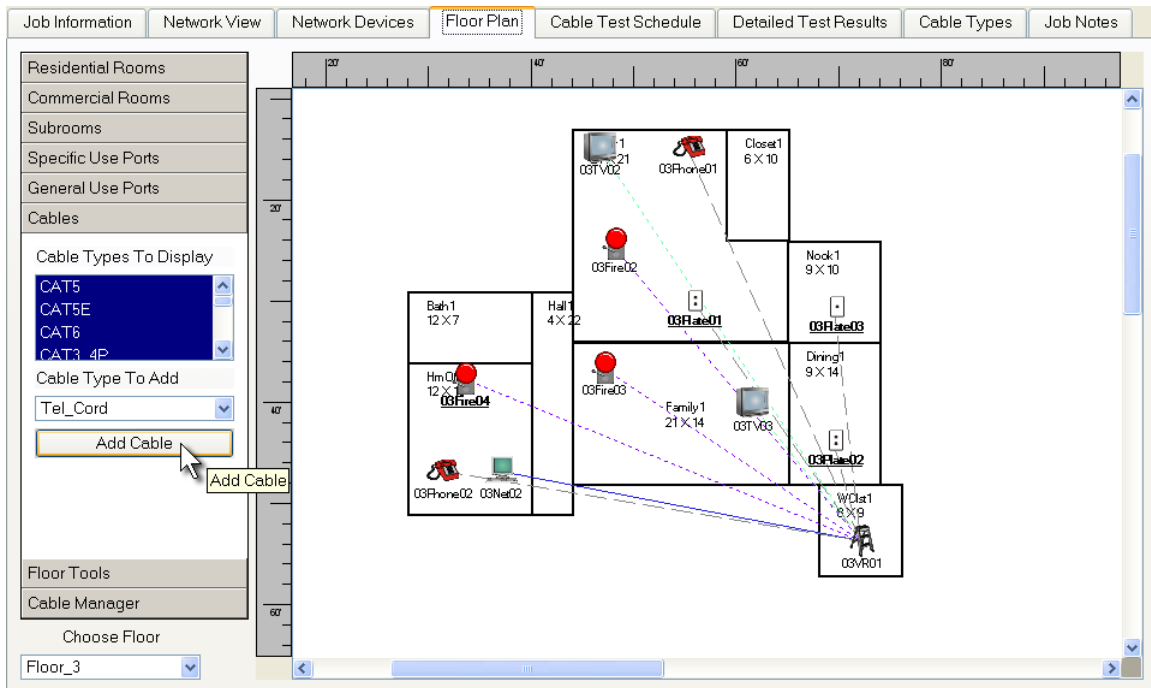 Job Information Network View Network Devices Floor Plan Cable Test Schedule Detailed Test Results Cable Types Job Notes
Residential Rooms
Commercial Rooms
Subrooms
Specific Use Ports
General Use Ports
Cables
Cable Types To Display
CAT5
CAT5E
CAT6
CAT3_4P
Cable Type To Add
Tel_Cord
Add Cable
Add Cable
Floor Tools
Cable Manager
Choose Floor
Floor_3
20' 40' 60' 80'
20'
40'
60'
03TV02
03Phone01
Closet1
6 X 10
03Fire02
Nook1
9 X 10
03Plate01
03Plate03
Bath1
12 X 7
Hall1
4 X 22
Dining1
9 X 14
03Fire04
03Fire03
Family1
21 X 14
03TV03
03Plate02
03Phone02 03Net02
WClst1
8 X 9
03VR01